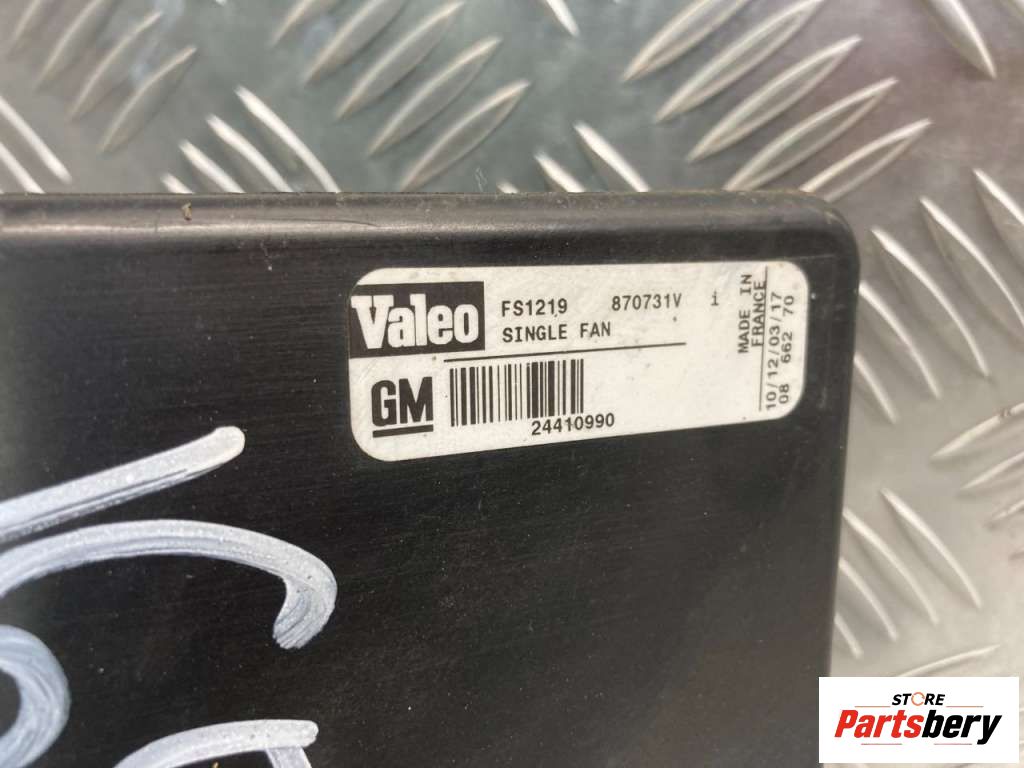 Valeo
FS1219 870731V i
SINGLE FAN
GM
24410990
MADE IN
FRANCE
10/12/03/17
08 662 70
STORE
Partsbery